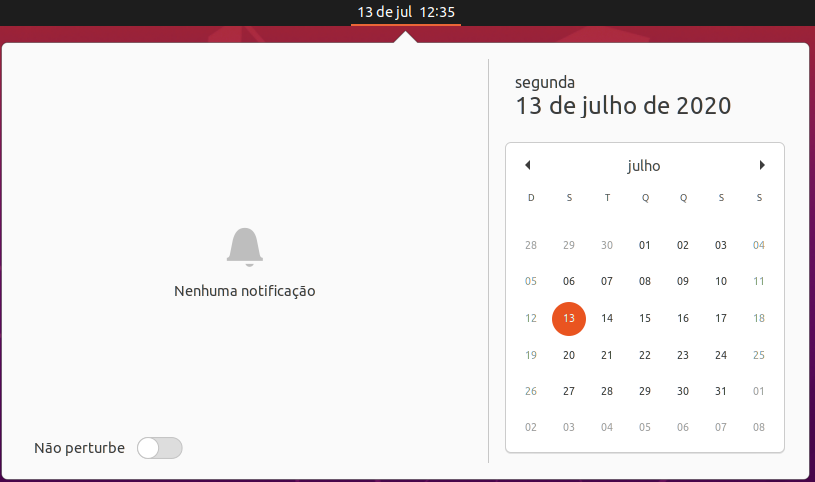 13 de jul 12:35
Nenhuma notificação
Não perturbe
segunda
13 de julho de 2020
julho
D S T Q Q S S
28 29 30 01 02 03 04
05 06 07 08 09 10 11
12 13 14 15 16 17 18
19 20 21 22 23 24 25
26 27 28 29 30 31 01
02 03 04 05 06 07 08